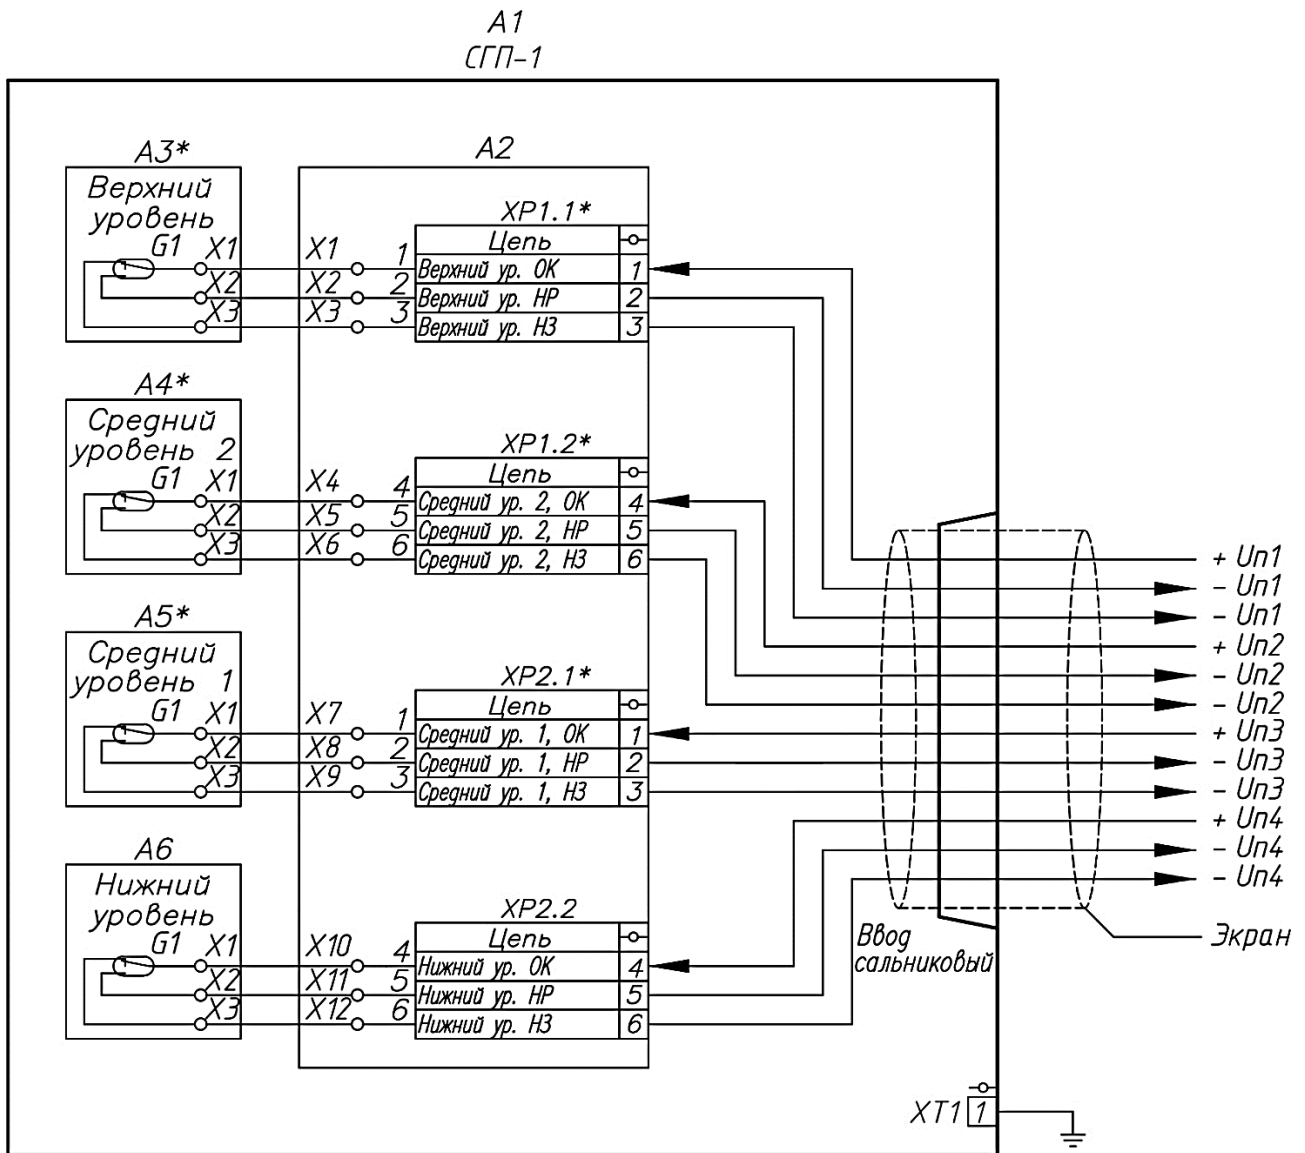 А1
СГП-1
А3*
Верхний
уровень
G1 X1
X2
X3
А2
X1 1
X2 2
X3 3
XP1.1*
Цепь
Верхний ур. ОК 1
Верхний ур. НР 2
Верхний ур. НЗ 3
А4*
Средний
уровень 2
G1 X1
X2
X3
X4 4
X5 5
X6 6
XP1.2*
Цепь
Средний ур. 2, ОК 4
Средний ур. 2, НР 5
Средний ур. 2, НЗ 6
А5*
Средний
уровень 1
G1 X1
X2
X3
X7 1
X8 2
X9 3
XP2.1*
Цепь
Средний ур. 1, ОК 1
Средний ур. 1, НР 2
Средний ур. 1, НЗ 3
А6
Нижний
уровень
G1 X1
X2
X3
X10 4
X11 5
X12 6
XP2.2
Цепь
Нижний ур. ОК 4
Нижний ур. НР 5
Нижний ур. НЗ 6
+ Uп1
- Uп1
- Uп1
+ Uп2
- Uп2
- Uп2
+ Uп3
- Uп3
- Uп3
+ Uп4
- Uп4
- Uп4
Экран
Ввод
сальниковый
XT1 1